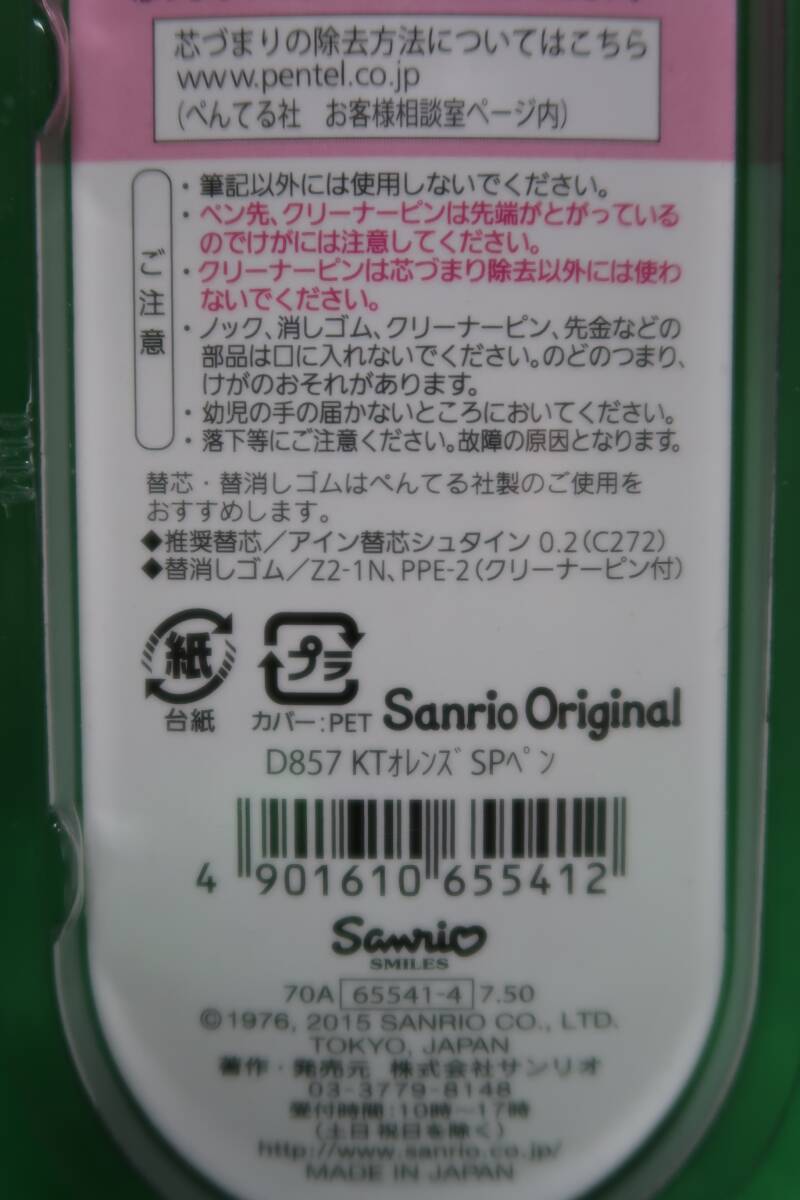 芯づまりの除去方法についてはこちら
www.pentel.co.jp
(ぺんてる社 お客様相談室ページ内)
ご注意
・筆記以外には使用しないでください。
・ペン先、クリーナーピンは先端がとがっている
のでけがには注意してください。
・クリーナーピンは芯づまり除去以外には使わ
ないでください。
・ノック、消しゴム、クリーナーピン、先金などの
部品は口に入れないでください。のどのつまり、
けがのおそれがあります。
・幼児の手の届かないところにおいてください。
・落下等にご注意ください。故障の原因となります。
替芯・替消しゴムはぺんてる社製のご使用を
おすすめします。
◆推奨替芯/アイン替芯シュタイン 0.2(C272)
◆替消しゴム/Z2-1N、PPE-2(クリーナーピン付)
紙 プラ
台紙 カバー:PET Sanrio Original
D857 KTオレンズ SPペン
4 901610 655412
Sanrio
SMILES
70A 65541-4 7.50
©1976, 2015 SANRIO CO., LTD.
TOKYO, JAPAN
著作・発売元 株式会社サンリオ
03-3779-8148
受付時間:10時〜17時
(土日祝日を除く)
http://www.sanrio.co.jp/
MADE IN JAPAN